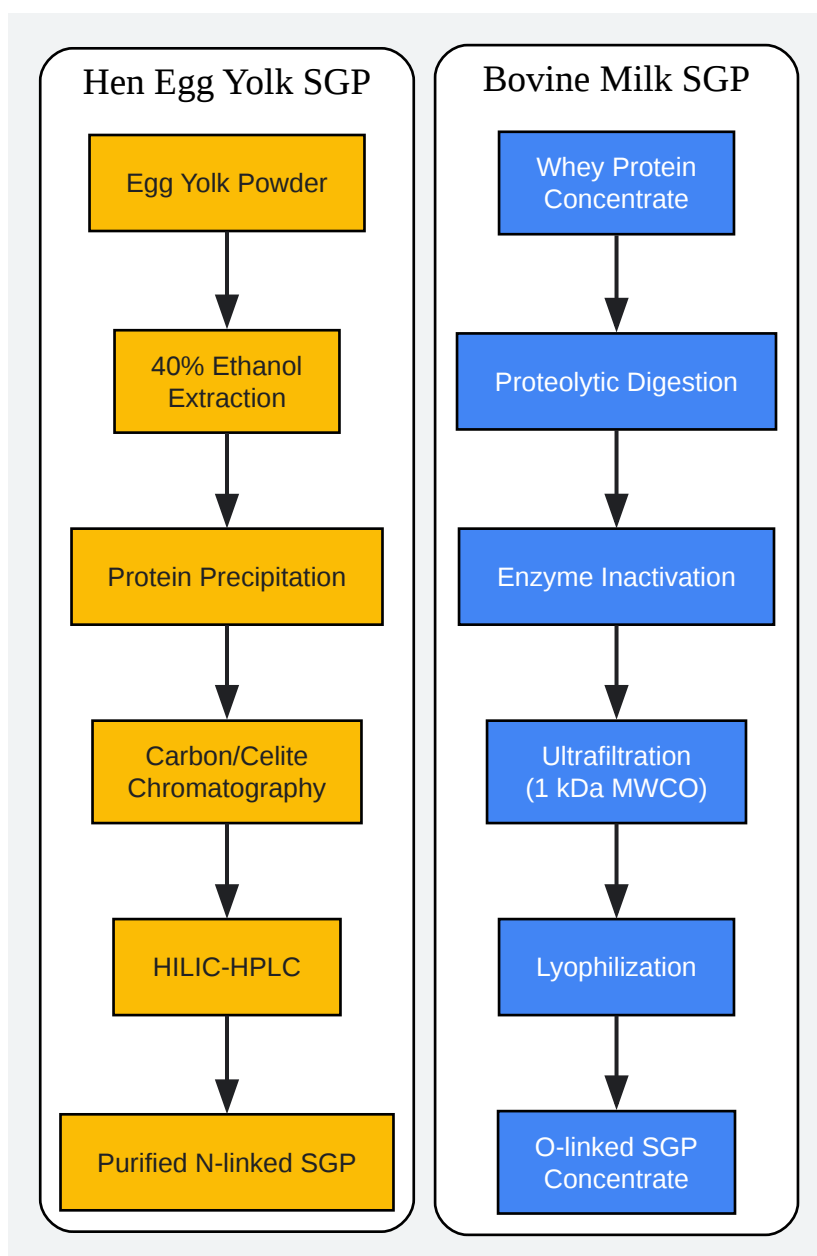 Hen Egg Yolk SGP
Egg Yolk Powder
40% Ethanol
Extraction
Protein Precipitation
Carbon/Celite
Chromatography
HILIC-HPLC
Purified N-linked SGP
Bovine Milk SGP
Whey Protein
Concentrate
Proteolytic Digestion
Enzyme Inactivation
Ultrafiltration
(1 kDa MWCO)
Lyophilization
O-linked SGP
Concentrate